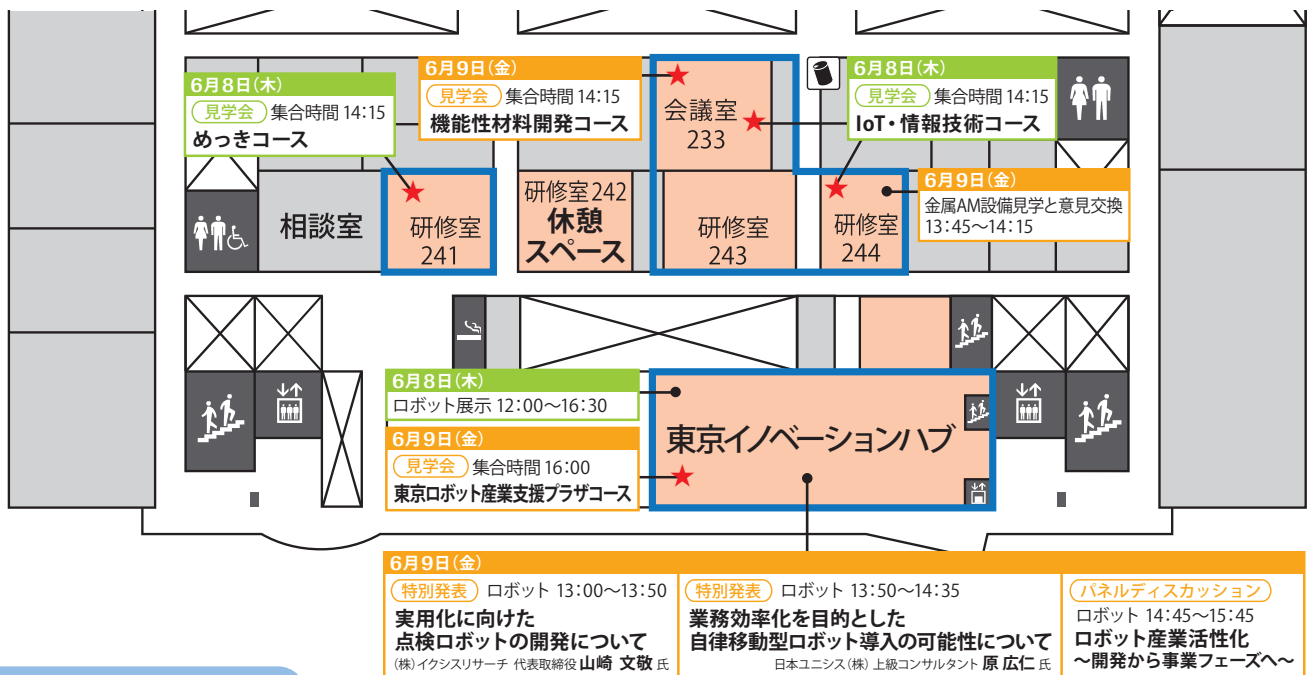 6月8日(木)
見学会 集合時間 14:15
めっきコース
6月9日(金)
見学会 集合時間 14:15
機能性材料開発コース
会議室
233
6月8日(木)
見学会 集合時間 14:15
IoT・情報技術コース
相談室
研修室
241
研修室242
休憩
スペース
研修室
243
研修室
244
6月9日(金)
金属AM設備見学と意見交換
13:45～14:15
6月8日(木)
ロボット展示 12:00～16:30
6月9日(金)
見学会 集合時間 16:00
東京ロボット産業支援プラザコース
東京イノベーションハブ
6月9日(金)
特別発表 ロボット 13:00～13:50
実用化に向けた
点検ロボットの開発について
(株)イクシスリサーチ 代表取締役 山崎 文敬 氏
特別発表 ロボット 13:50～14:35
業務効率化を目的とした
自律移動型ロボット導入の可能性について
日本ユニシス(株) 上級コンサルタント 原 広仁 氏
パネルディスカッション
ロボット 14:45～15:45
ロボット産業活性化
～開発から事業フェーズへ～